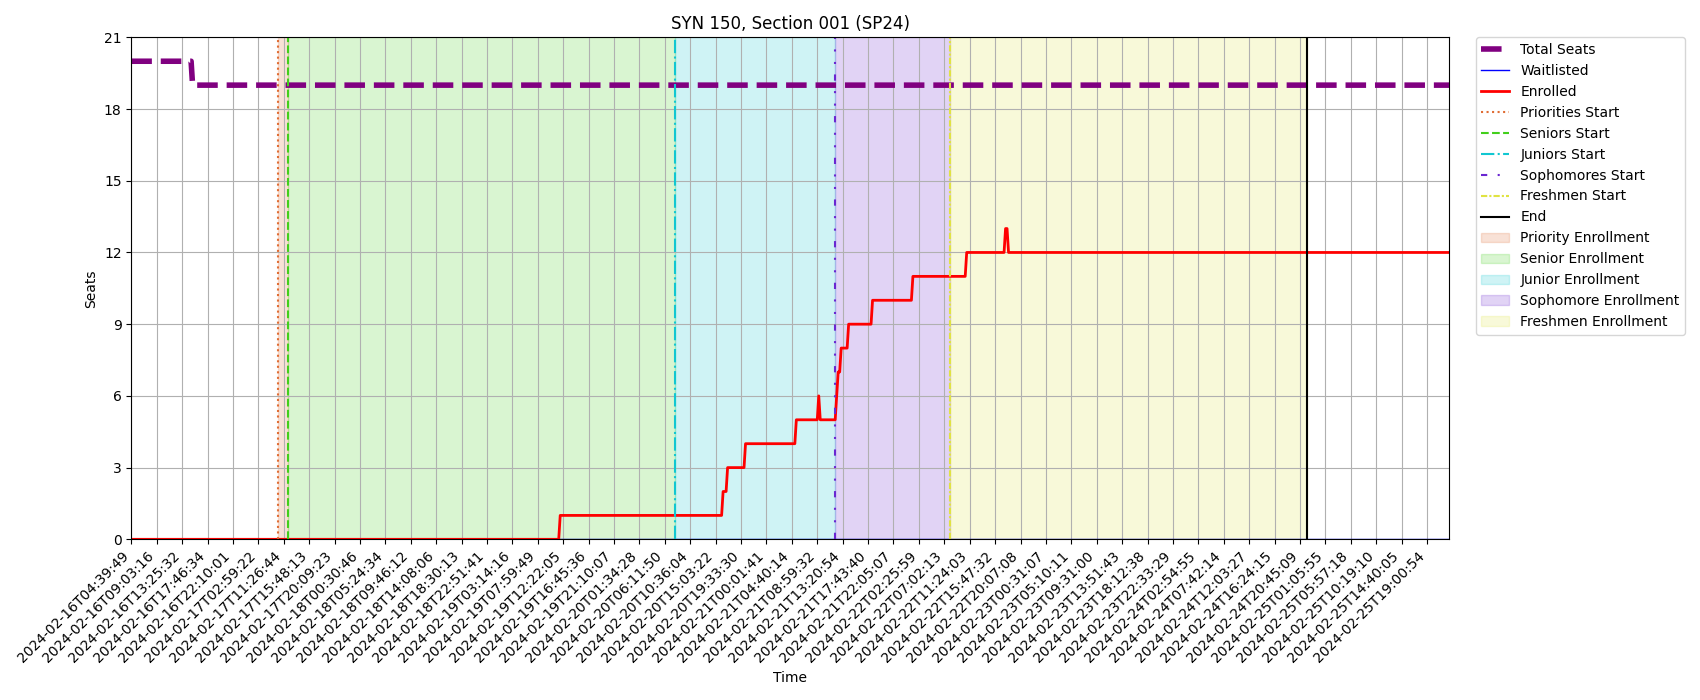 SYN 150, Section 001 (SP24)
21
18
15
12
9
6
3
0
Seats
2024-02-16T04:39:49
2024-02-16T09:03:16
2024-02-16T13:25:32
2024-02-16T17:46:34
2024-02-16T22:10:01
2024-02-17T02:59:22
2024-02-17T11:26:44
2024-02-17T15:48:13
2024-02-17T20:09:23
2024-02-18T00:30:46
2024-02-18T05:24:34
2024-02-18T09:46:12
2024-02-18T14:08:06
2024-02-18T18:30:13
2024-02-18T22:51:41
2024-02-19T03:14:16
2024-02-19T07:59:49
2024-02-19T12:22:05
2024-02-19T16:45:36
2024-02-19T21:10:07
2024-02-20T01:34:28
2024-02-20T06:11:50
2024-02-20T10:36:04
2024-02-20T15:03:22
2024-02-20T19:33:30
2024-02-21T00:01:41
2024-02-21T04:40:14
2024-02-21T08:59:32
2024-02-21T13:20:54
2024-02-21T17:43:40
2024-02-21T22:05:07
2024-02-22T02:25:59
2024-02-22T07:02:13
2024-02-22T11:24:03
2024-02-22T15:47:32
2024-02-22T20:07:08
2024-02-23T00:31:07
2024-02-23T05:10:11
2024-02-23T09:31:00
2024-02-23T13:51:43
2024-02-23T18:12:38
2024-02-23T22:33:29
2024-02-24T02:54:55
2024-02-24T07:42:14
2024-02-24T12:03:27
2024-02-24T16:24:15
2024-02-24T20:45:09
2024-02-25T01:05:55
2024-02-25T05:57:18
2024-02-25T10:19:10
2024-02-25T14:40:05
2024-02-25T19:00:54
Time
Total Seats
Waitlisted
Enrolled
Priorities Start
Seniors Start
Juniors Start
Sophomores Start
Freshmen Start
End
Priority Enrollment
Senior Enrollment
Junior Enrollment
Sophomore Enrollment
Freshmen Enrollment